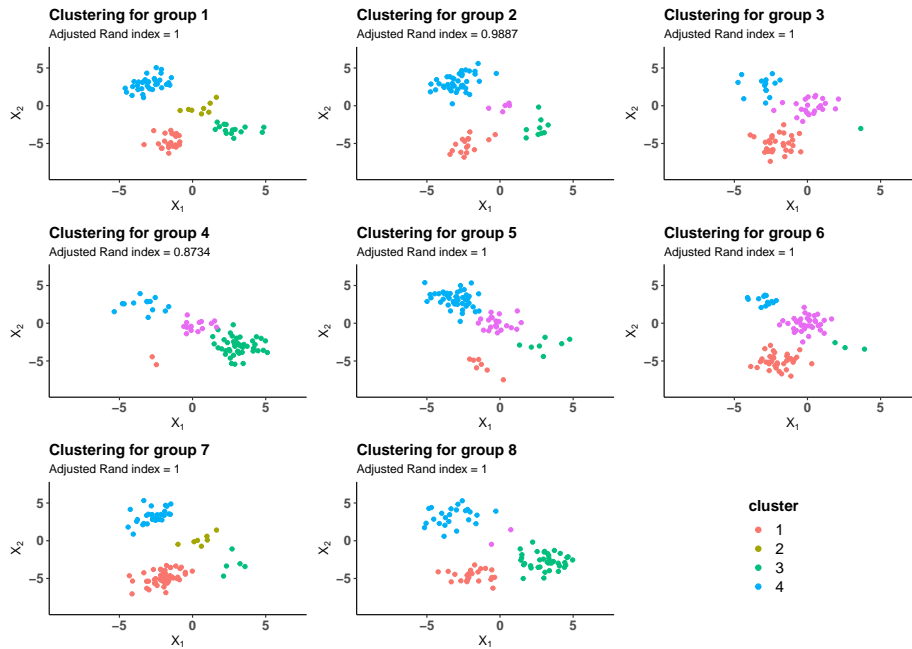 Clustering for group 1
Adjusted Rand index = 1
5
0
−5
X2
−5 0 5
X1
Clustering for group 2
Adjusted Rand index = 0.9887
5
0
−5
X2
−5 0 5
X1
Clustering for group 3
Adjusted Rand index = 1
5
0
−5
X2
−5 0 5
X1
Clustering for group 4
Adjusted Rand index = 0.8734
5
0
−5
X2
−5 0 5
X1
Clustering for group 5
Adjusted Rand index = 1
5
0
−5
X2
−5 0 5
X1
Clustering for group 6
Adjusted Rand index = 1
5
0
−5
X2
−5 0 5
X1
Clustering for group 7
Adjusted Rand index = 1
5
0
−5
X2
−5 0 5
X1
Clustering for group 8
Adjusted Rand index = 1
5
0
−5
X2
−5 0 5
X1
cluster
1
2
3
4